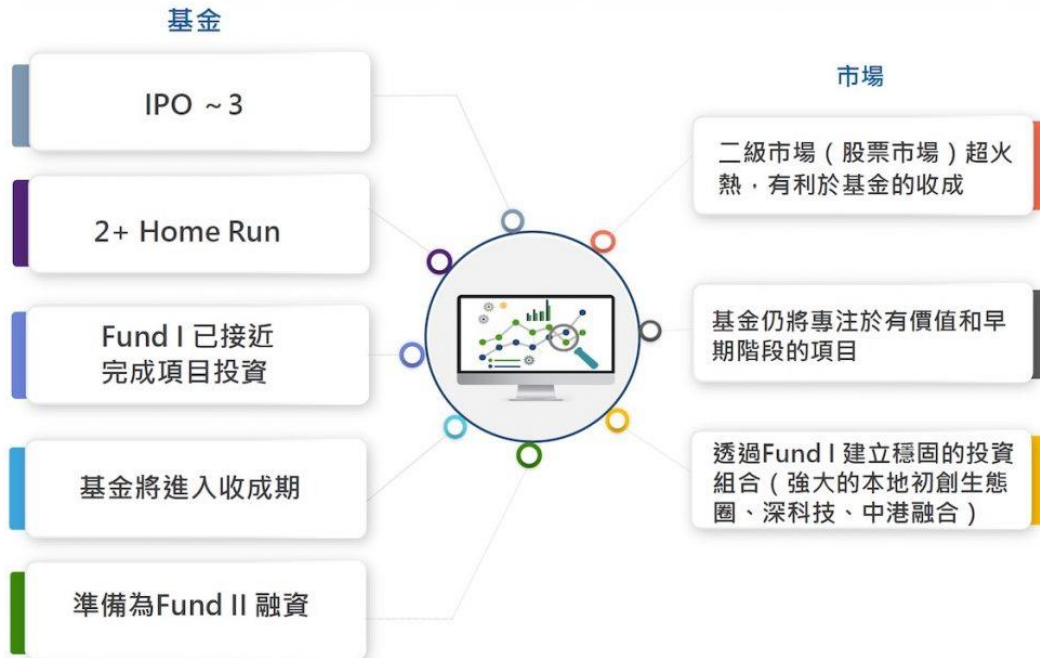 基金
IPO ~3
2+ Home Run
Fund I 已接近
完成項目投資
基金將進入收成期
準備為Fund II 融資
市場
二級市場（股票市場）超火
熱，有利於基金的收成
基金仍將專注於有價值和早
期階段的項目
透過Fund I 建立穩固的投資
組合（強大的本地初創生態
圈、深科技、中港融合）